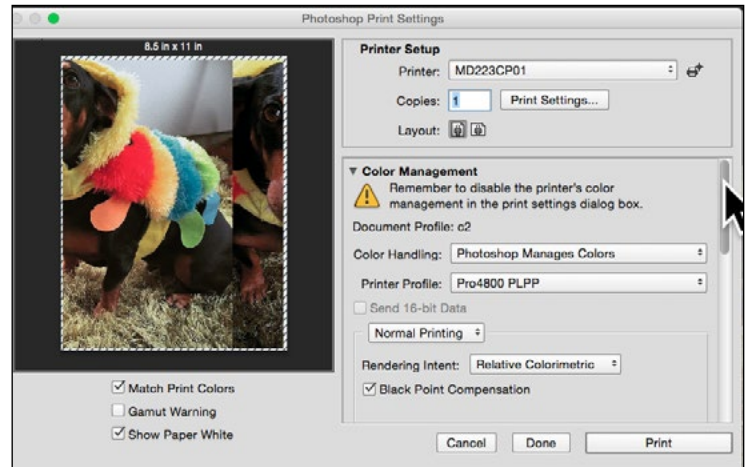 Photoshop Print Settings
8.5 in x 11 in
Printer Setup
Printer: MD223CP01
Copies: 1 Print Settings...
Layout:
Color Management
Remember to disable the printer's color
management in the print settings dialog box.
Document Profile: c2
Color Handling: Photoshop Manages Colors
Printer Profile: Pro4800 PLPP
Send 16-bit Data
Normal Printing
Rendering Intent: Relative Colorimetric
Black Point Compensation
Match Print Colors
Gamut Warning
Show Paper White
Cancel Done Print